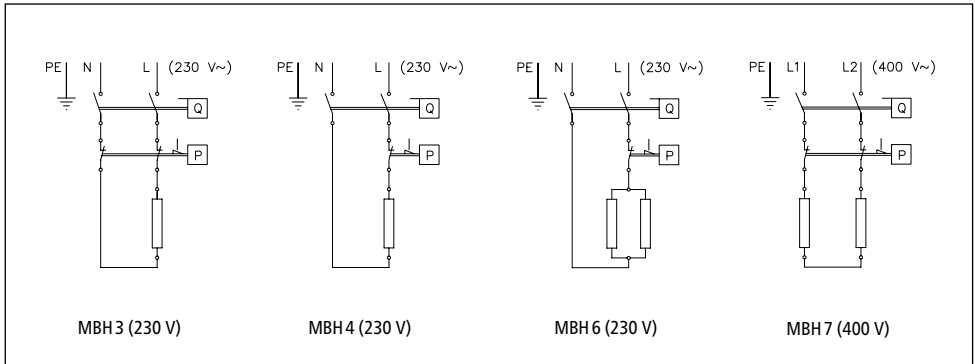 PE N L (230 V~)
Q
P
MBH 3 (230 V)
PE N L (230 V~)
Q
P
MBH 4 (230 V)
PE N L (230 V~)
Q
P
MBH 6 (230 V)
PE L1 L2 (400 V~)
Q
P
MBH 7 (400 V)